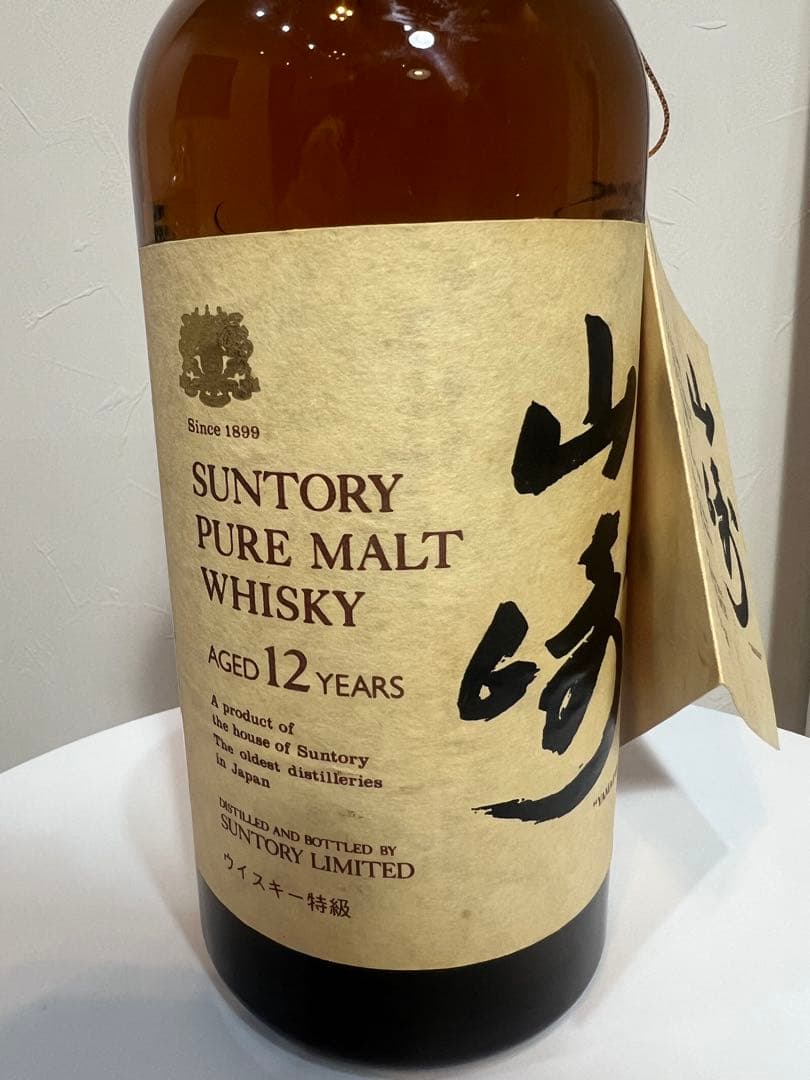 Since 1899
SUNTORY
PURE MALT
WHISKY
AGED 12 YEARS
A product of
the house of Suntory
The oldest distilleries
in Japan
DISTILLED AND BOTTLED BY
SUNTORY LIMITED
ウイスキー特級
山崎
山崎